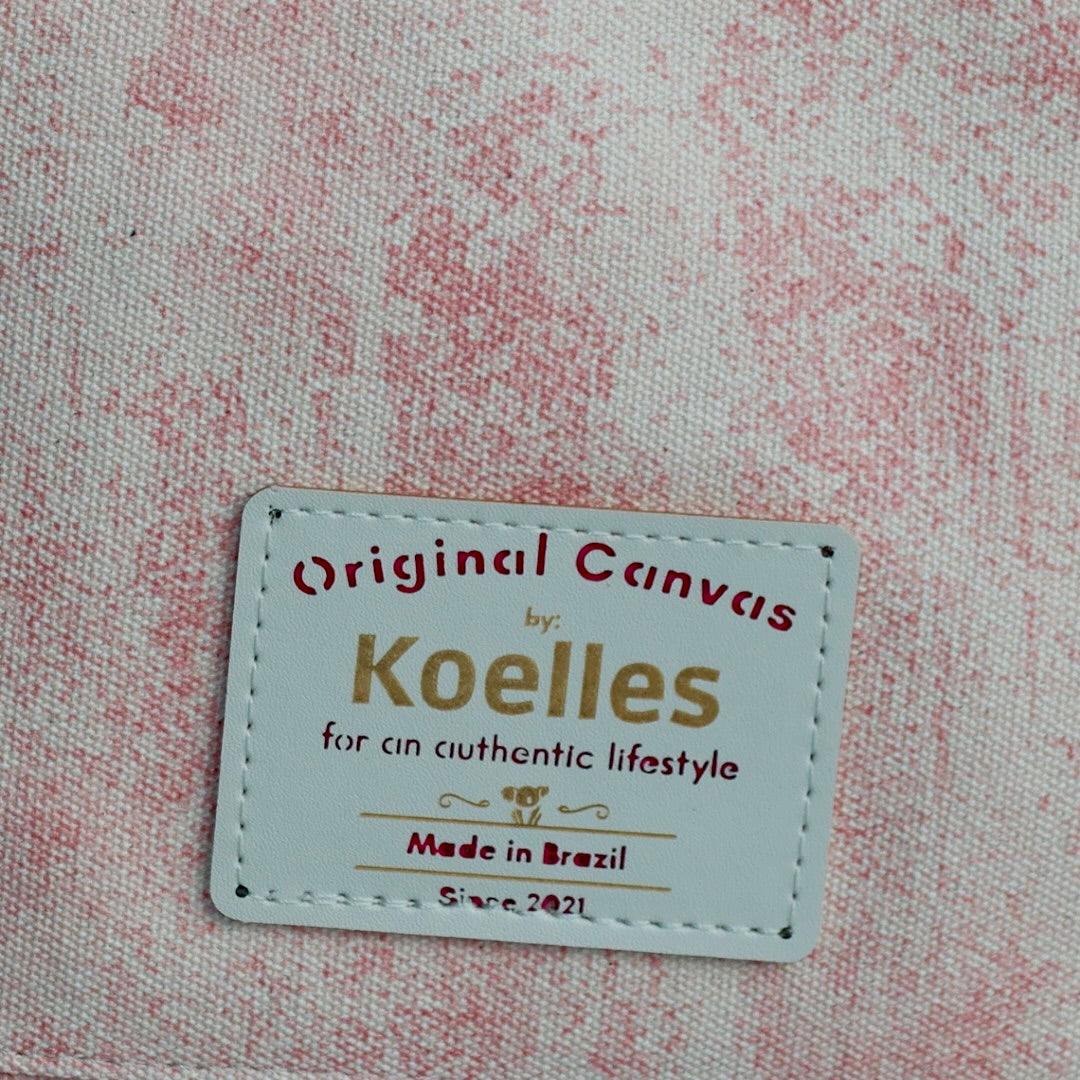 Original Canvas
by:
Koelles
for an authentic lifestyle
Made in Brazil
Since 2021